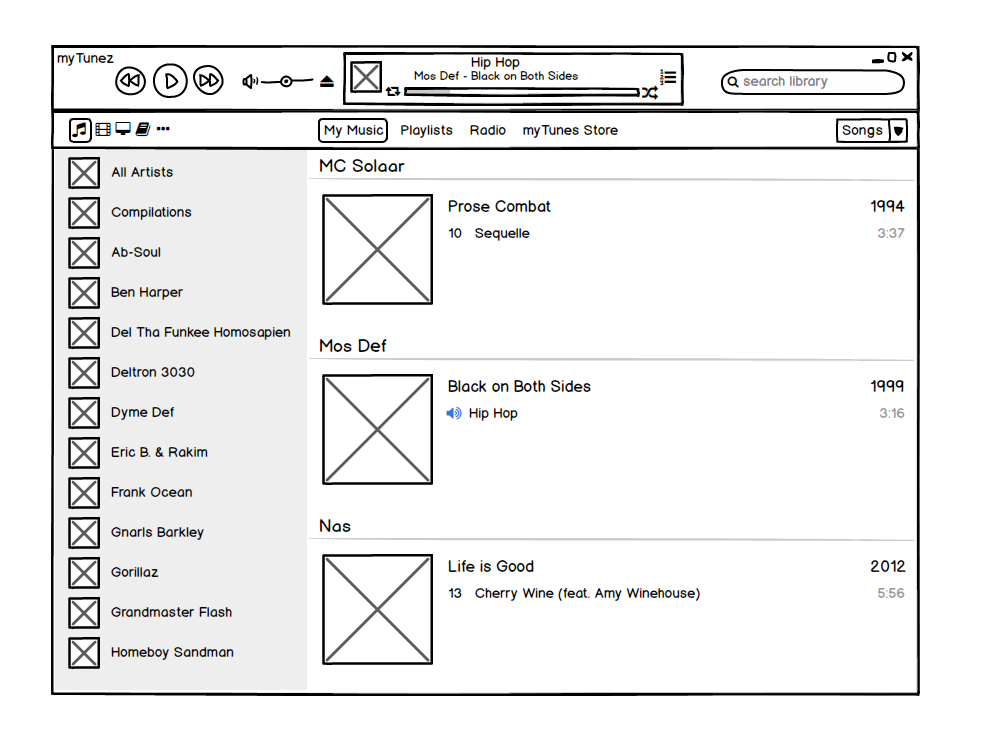 myTunez
Hip Hop
Mos Def - Black on Both Sides
1
2
3
search library
My Music
Playlists
Radio
myTunes Store
Songs
All Artists
Compilations
Ab-Soul
Ben Harper
Del Tha Funkee Homosapien
Deltron 3030
Dyme Def
Eric B. & Rakim
Frank Ocean
Gnarls Barkley
Gorillaz
Grandmaster Flash
Homeboy Sandman
MC Solaar
Prose Combat 1994
10 Sequelle 3:37
Mos Def
Black on Both Sides 1999
Hip Hop 3:16
Nas
Life is Good 2012
13 Cherry Wine (feat. Amy Winehouse) 5:56